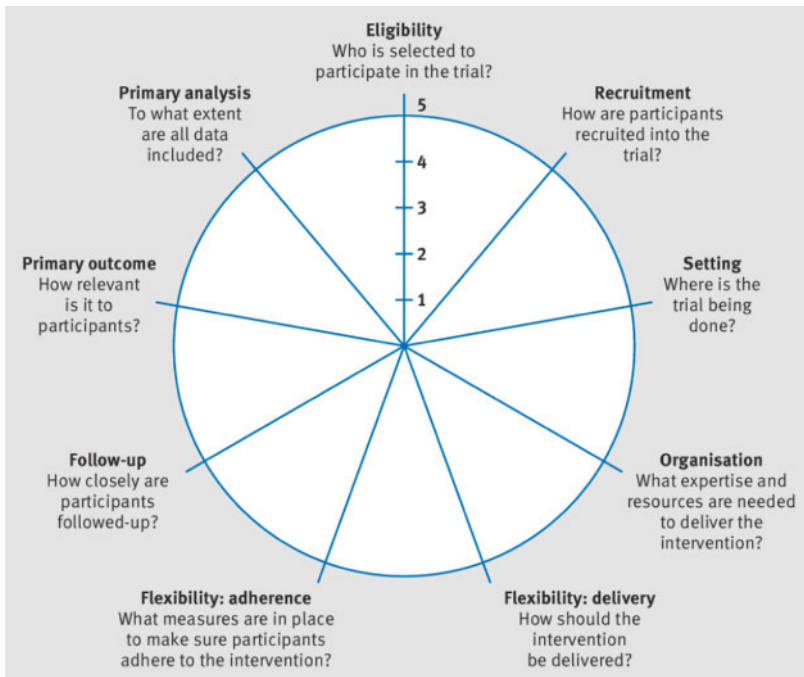 Eligibility
Who is selected to
participate in the trial?
Recruitment
How are participants
recruited into the
trial?
Setting
Where is the
trial being
done?
Organisation
What expertise and
resources are needed
to deliver the
intervention?
Flexibility: delivery
How should the
intervention
be delivered?
Flexibility: adherence
What measures are in place
to make sure participants
adhere to the intervention?
Follow-up
How closely are
participants
followed-up?
Primary outcome
How relevant
is it to
participants?
Primary analysis
To what extent
are all data
included?
5
4
3
2
1